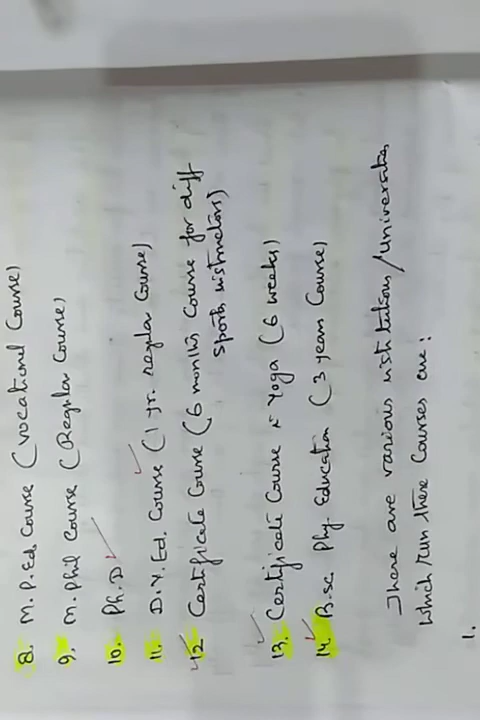 8. M.P.Ed. Course (Vocational Course)
9. M.Phil Course (Regular Course)
10. Ph.D
11. D.Y.Ed. Course (1 yr. regular Course)
12. Certificate Course (6 months Course for diff
Sports instructors)
13. Certificate Course in Yoga (6 weeks)
14. B.sc Phy. Education (3 years Course)
There are various institutions/Universities,
Which run these Courses are:
1.